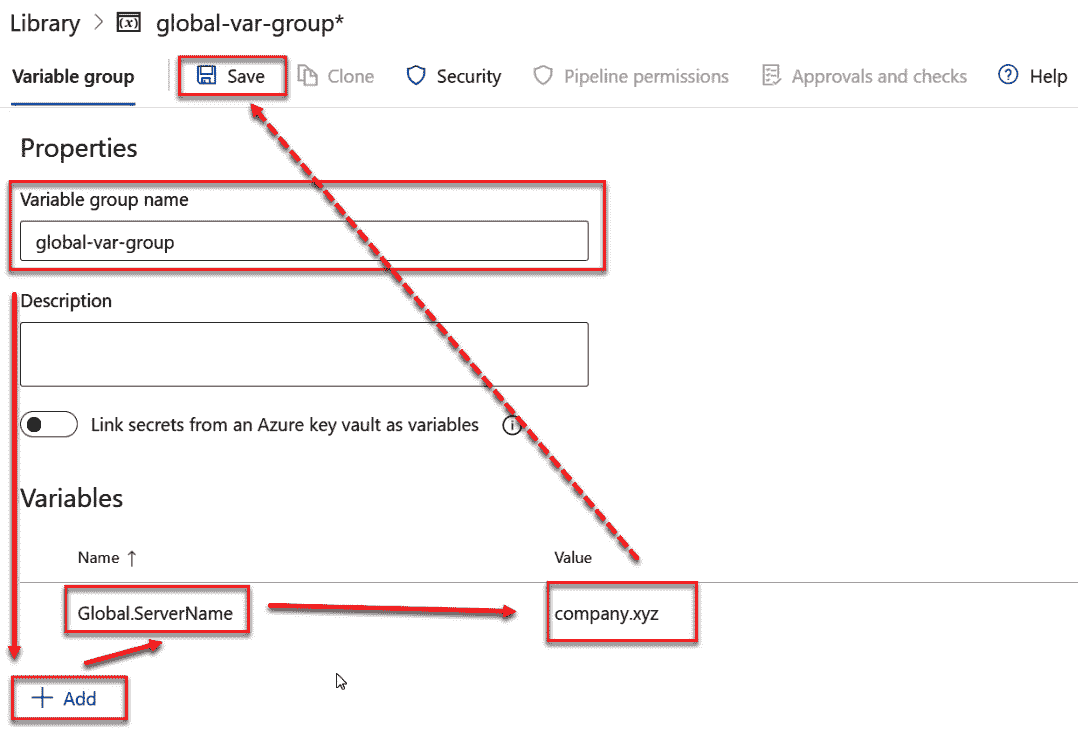 Library > global-var-group*
Variable group Save Clone Security Pipeline permissions Approvals and checks Help
Properties
Variable group name
global-var-group
Description
Link secrets from an Azure key vault as variables
Variables
Name ↑ Value
Global.ServerName company.xyz
+ Add